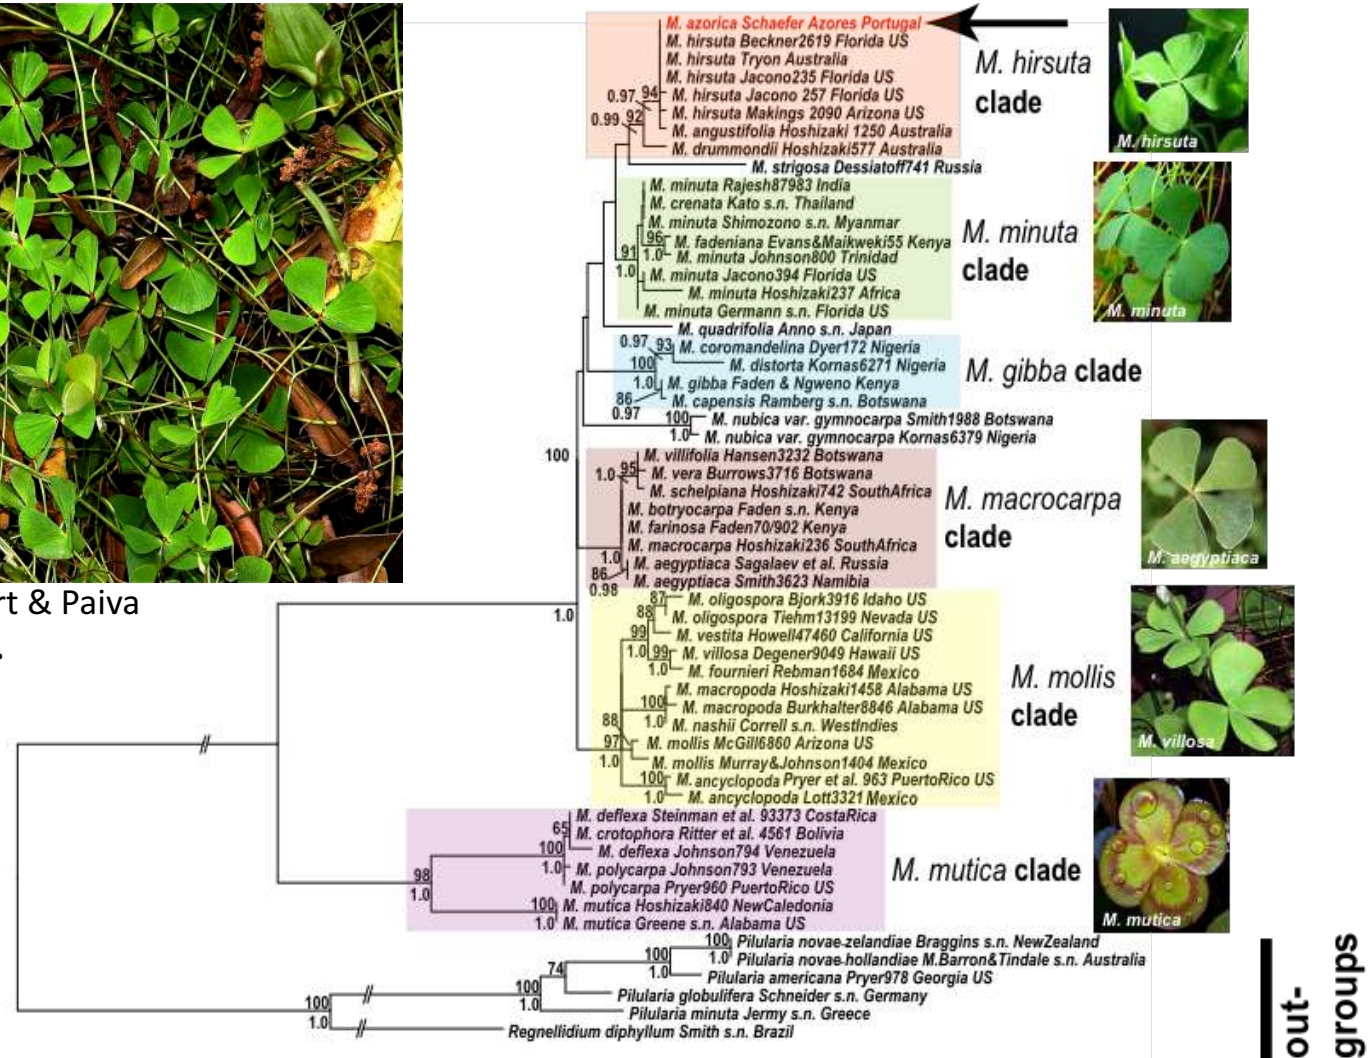 rt & Paiva
.
M. azorica Schaefer Azores Portugal
M. hirsuta Beckner2619 Florida US
M. hirsuta Tryon Australia
M. hirsuta Jacono235 Florida US
M. hirsuta Jacono 257 Florida US
M. hirsuta Makings 2090 Arizona US
M. angustifolia Hoshizaki 1250 Australia
M. drummondii Hoshizaki577 Australia
0.97 94
0.99 92
M. hirsuta
clade
M. hirsuta
M. strigosa Dessiatoff741 Russia
M. minuta Rajesh87983 India
M. crenata Kato s.n. Thailand
M. minuta Shimozono s.n. Myanmar
M. fadeniana Evans&Maikweki55 Kenya
M. minuta Johnson800 Trinidad
M. minuta Jacono394 Florida US
M. minuta Hoshizaki237 Africa
M. minuta Germann s.n. Florida US
96
1.0
91
1.0
M. minuta
clade
M. minuta
M. quadrifolia Anno s.n. Japan
M. coromandelina Dyer172 Nigeria
M. distorta Kornas6271 Nigeria
M. gibba Faden & Ngweno Kenya
M. capensis Ramberg s.n. Botswana
0.97 93
100
1.0
86
0.97
M. gibba clade
M. nubica var. gymnocarpa Smith1988 Botswana
M. nubica var. gymnocarpa Kornas6379 Nigeria
100
1.0
100
1.0
M. villifolia Hansen3232 Botswana
M. vera Burrows3716 Botswana
M. schelpiana Hoshizaki742 SouthAfrica
M. botryocarpa Faden s.n. Kenya
M. farinosa Faden70/902 Kenya
M. macrocarpa Hoshizaki236 SouthAfrica
M. aegyptiaca Sagalaev et al. Russia
M. aegyptiaca Smith3623 Namibia
1.0 95
1.0
86
0.98
M. macrocarpa
clade
M. aegyptiaca
M. oligospora Bjork3916 Idaho US
M. oligospora Tiehm13199 Nevada US
M. vestita Howell47460 California US
M. villosa Degener9049 Hawaii US
M. fournieri Rebman1684 Mexico
M. macropoda Hoshizaki1458 Alabama US
M. macropoda Burkhalter8846 Alabama US
M. nashii Correll s.n. WestIndies
M. mollis McGill6860 Arizona US
M. mollis Murray&Johnson1404 Mexico
M. ancyclopoda Pryer et al. 963 PuertoRico US
M. ancyclopoda Lott3321 Mexico
87
88
99
1.0 99
1.0
100
1.0
88
97
1.0
100
1.0
M. mollis
clade
M. villosa
M. deflexa Steinman et al. 93373 CostaRica
M. crotophora Ritter et al. 4561 Bolivia
M. deflexa Johnson794 Venezuela
M. polycarpa Johnson793 Venezuela
M. polycarpa Pryer960 PuertoRico US
M. mutica Hoshizaki840 NewCaledonia
M. mutica Greene s.n. Alabama US
65
100
1.0
98
1.0
100
1.0
M. mutica clade
M. mutica
Pilularia novae-zelandiae Braggins s.n. NewZealand
Pilularia novae-hollandiae M.Barron&Tindale s.n. Australia
Pilularia americana Pryer978 Georgia US
Pilularia globulifera Schneider s.n. Germany
Pilularia minuta Jermy s.n. Greece
Regnellidium diphyllum Smith s.n. Brazil
100
1.0
100
1.0
74
100
1.0
100
1.0
out-
groups